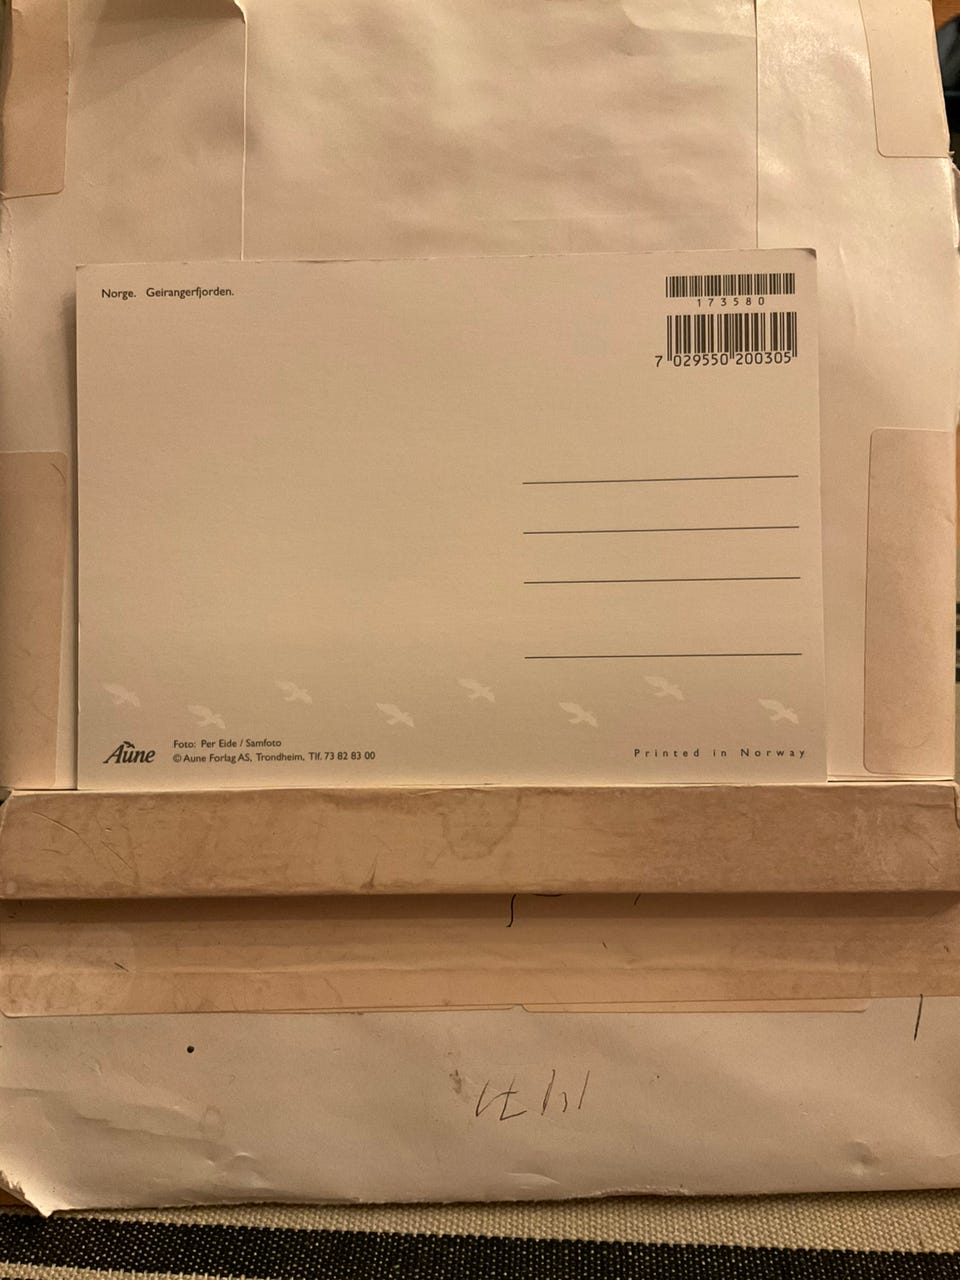 Norge. Geirangerfjorden.
173580
7 029550 200305
Aune
Foto: Per Eide / Samfoto
© Aune Forlag AS, Trondheim, Tlf. 73 82 83 00
Printed in Norway